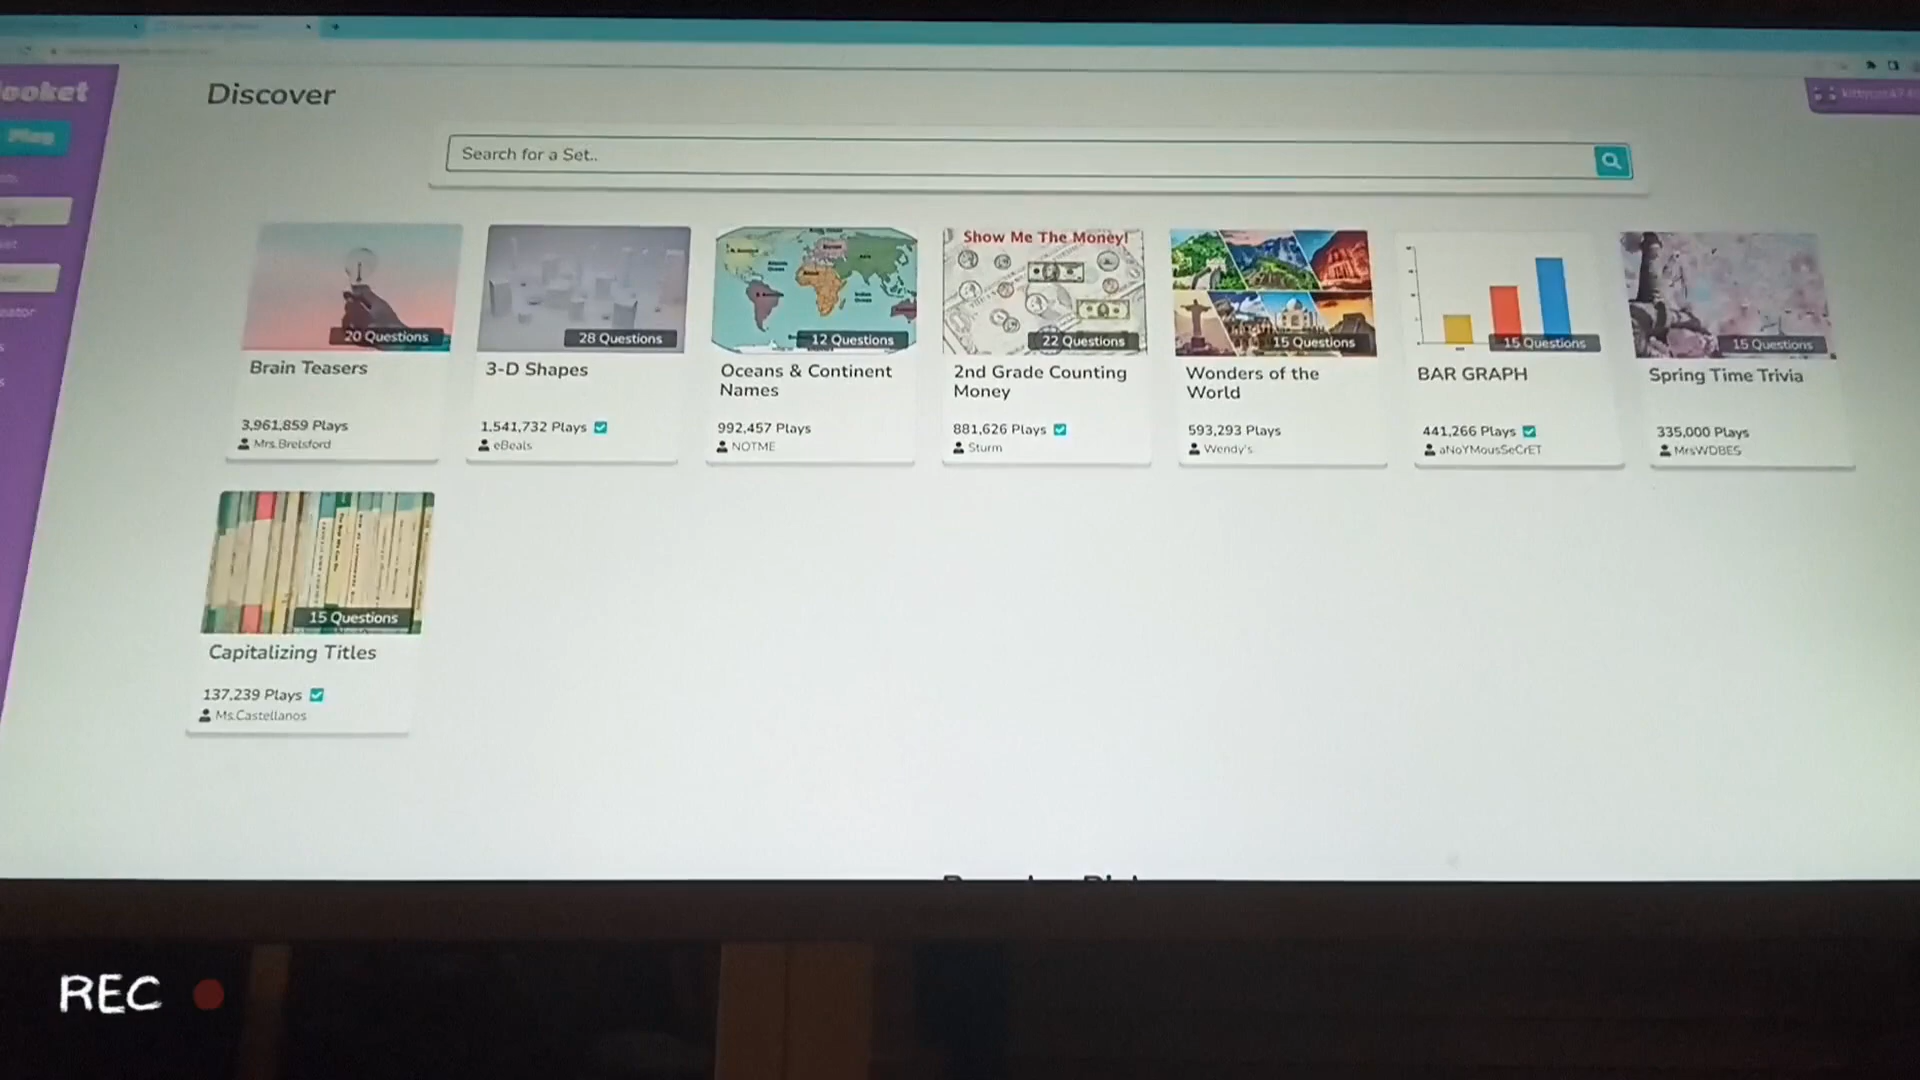 ooket
Discover
Play
Search for a Set..
20 Questions
Brain Teasers
3,961,859 Plays
Mrs.Brelsford
28 Questions
3-D Shapes
1,541,732 Plays
eBeals
12 Questions
Oceans & Continent
Names
992,457 Plays
NOTME
Show Me The Money!
22 Questions
2nd Grade Counting
Money
881,626 Plays
Sturm
15 Questions
Wonders of the
World
593,293 Plays
Wendy's
15 Questions
BAR GRAPH
441,266 Plays
aNoYMousSeCrET
15 Questions
Spring Time Trivia
335,000 Plays
MrsWDBES
15 Questions
Capitalizing Titles
137,239 Plays
Ms.Castellanos
REC